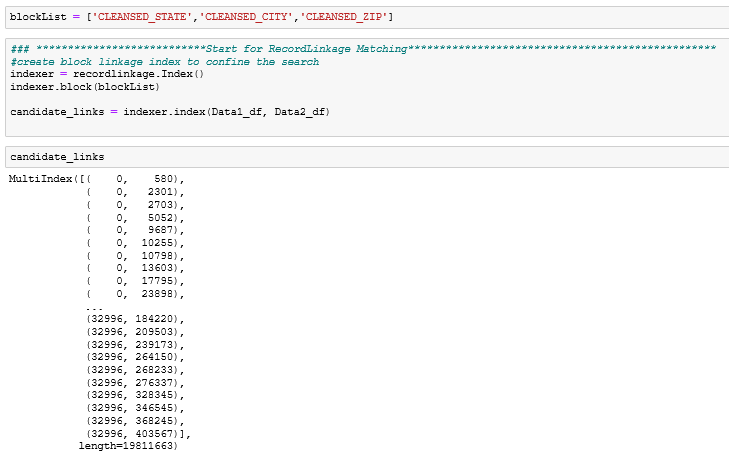 blockList = ['CLEANSED_STATE','CLEANSED_CITY','CLEANSED_ZIP']
### ***************************Start for RecordLinkage Matching*************************************************
#create block linkage index to confine the search
indexer = recordlinkage.Index()
indexer.block(blockList)
candidate_links = indexer.index(Data1_df, Data2_df)
candidate_links
MultiIndex([(    0,    580),
            (    0,   2301),
            (    0,   2703),
            (    0,   5052),
            (    0,   9687),
            (    0,  10255),
            (    0,  10798),
            (    0,  13603),
            (    0,  17795),
            (    0,  23898),
            ...
            (32996, 184220),
            (32996, 209503),
            (32996, 239173),
            (32996, 264150),
            (32996, 268233),
            (32996, 276337),
            (32996, 328345),
            (32996, 346545),
            (32996, 368245),
            (32996, 403567)],
           length=19811663)